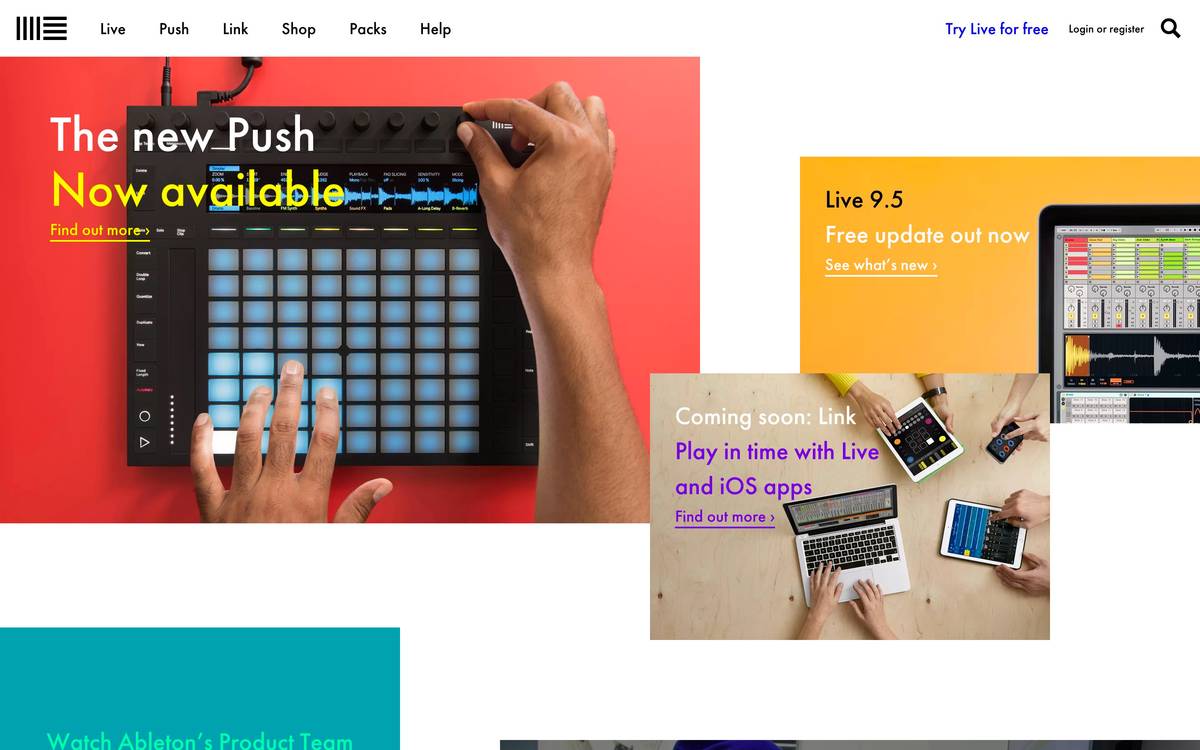 Live
Push
Link
Shop
Packs
Help
Try Live for free
Login or register
The new Push
Now available
Find out more ›
Live 9.5
Free update out now
See what's new ›
Coming soon: Link
Play in time with Live
and iOS apps
Find out more ›
Watch Ableton's Product Team